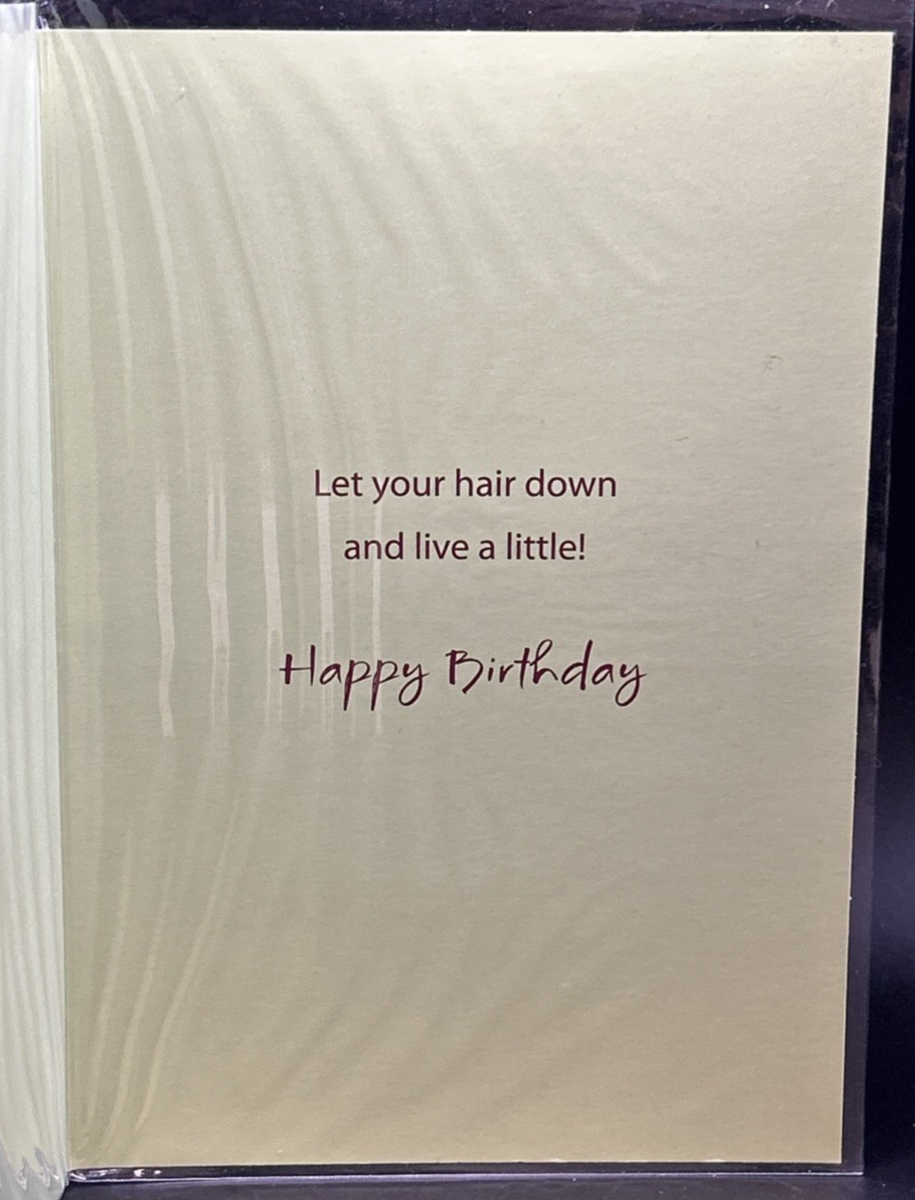 Let your hair down
and live a little!
Happy Birthday